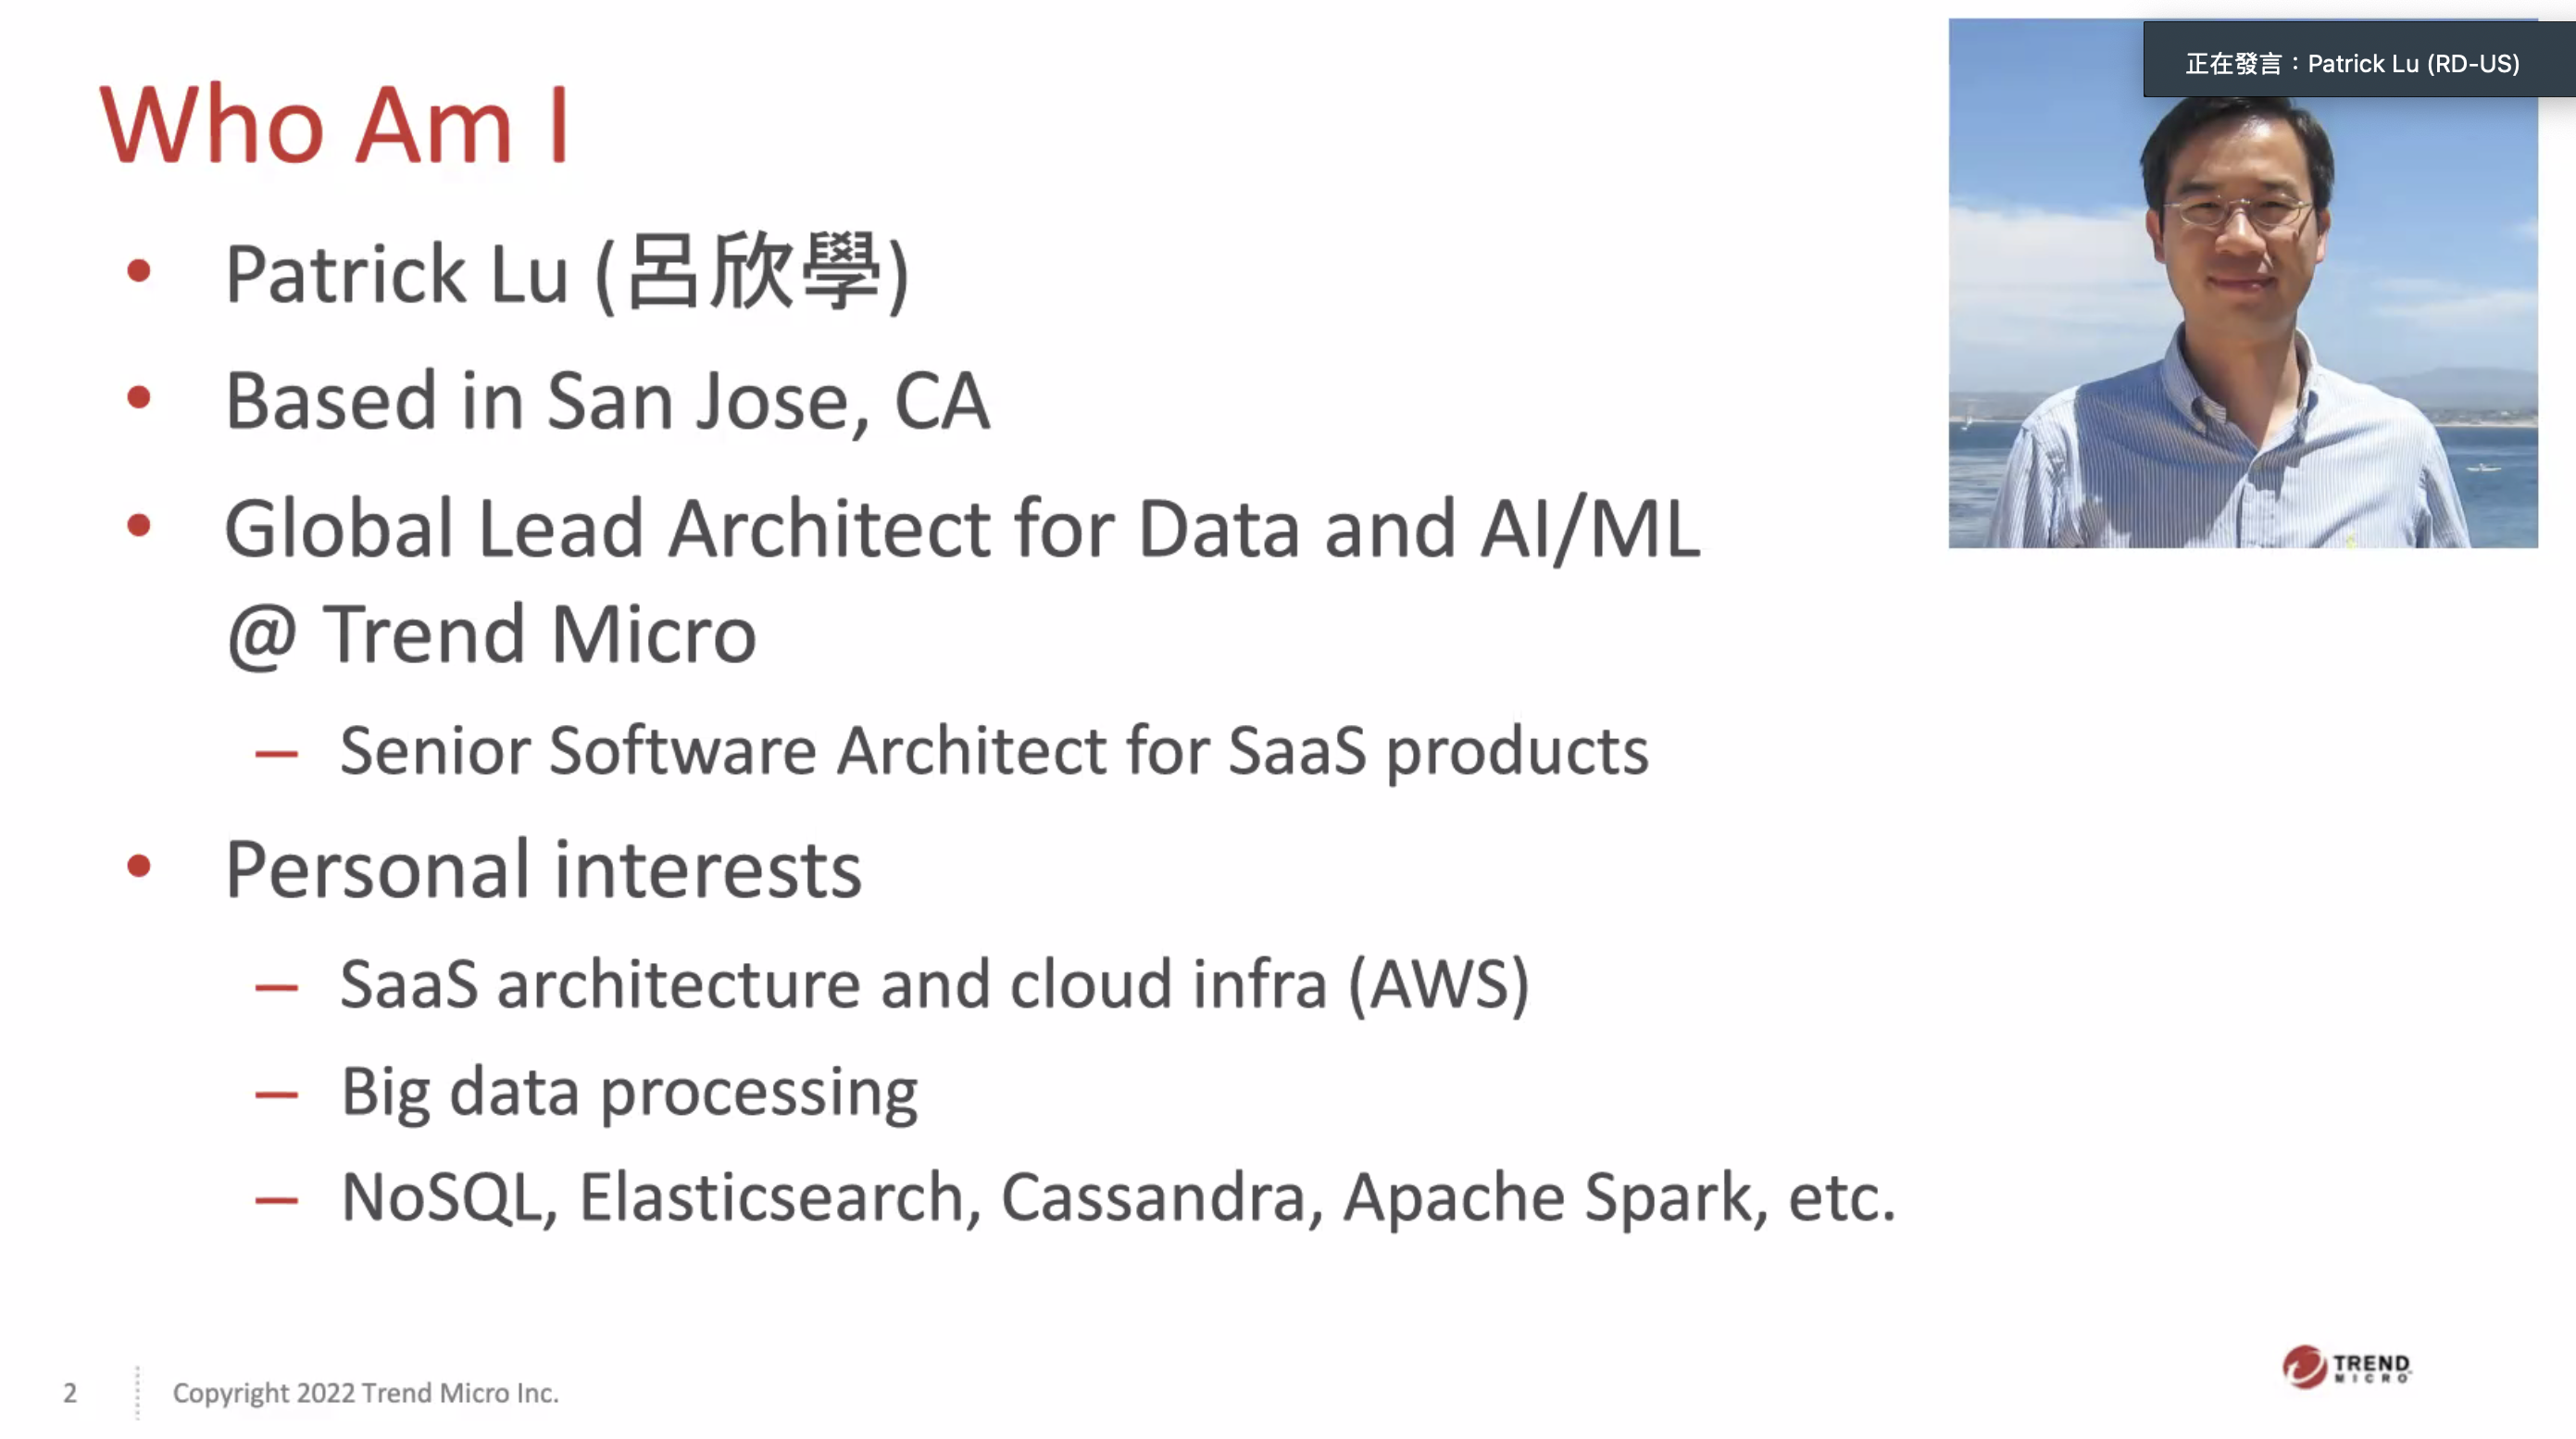 正在發言：Patrick Lu (RD-US)
Who Am I
• Patrick Lu (呂欣學)
• Based in San Jose, CA
• Global Lead Architect for Data and AI/ML
@ Trend Micro
– Senior Software Architect for SaaS products
• Personal interests
– SaaS architecture and cloud infra (AWS)
– Big data processing
– NoSQL, Elasticsearch, Cassandra, Apache Spark, etc.
2
Copyright 2022 Trend Micro Inc.
TREND
MICRO